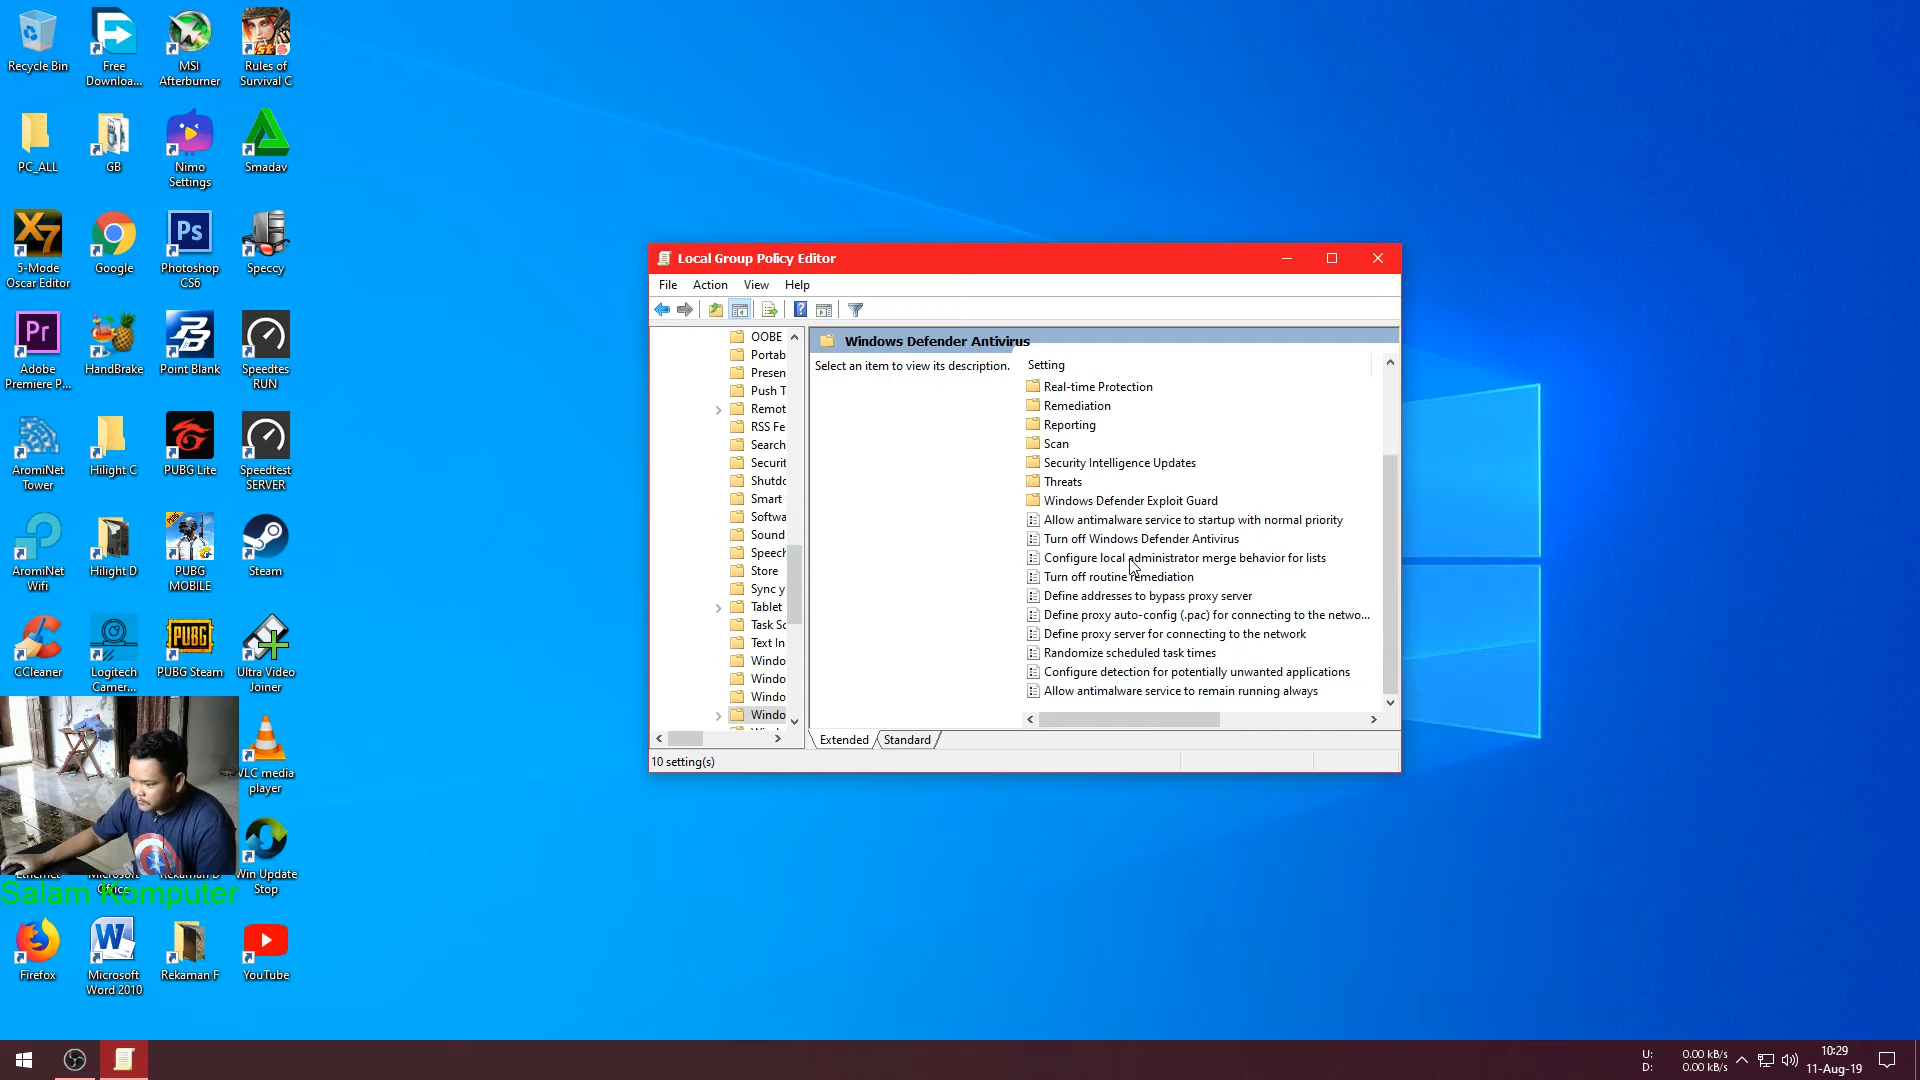 Recycle Bin
Free
Downloa...
MSI
Afterburner
Rules of
Survival C
PC_ALL
GB
Nimo
Settings
Smadav
5-Mode
Oscar Editor
Google
Photoshop
CS6
Speccy
Adobe
Premiere P...
HandBrake
Point Blank
Speedtes
RUN
AromiNet
Tower
Hilight C
PUBG Lite
Speedtest
SERVER
AromiNet
Wifi
Hilight D
PUBG
MOBILE
Steam
CCleaner
Logitech
Camer...
PUBG Steam
Ultra Video
Joiner
VLC media
player
Win Update
Stop
Salam Komputer
Firefox
Microsoft
Word 2010
Rekaman F
YouTube
Local Group Policy Editor
File Action View Help
OOBE
Portab
Presen
Push T
Remot
RSS Fe
Search
Securit
Shutdo
Smart
Softwa
Sound
Speech
Store
Sync y
Tablet
Task Sc
Text In
Windo
Windo
Windo
Windo
Windows Defender Antivirus
Select an item to view its description.
Setting
Real-time Protection
Remediation
Reporting
Scan
Security Intelligence Updates
Threats
Windows Defender Exploit Guard
Allow antimalware service to startup with normal priority
Turn off Windows Defender Antivirus
Configure local administrator merge behavior for lists
Turn off routine remediation
Define addresses to bypass proxy server
Define proxy auto-config (.pac) for connecting to the netwo...
Define proxy server for connecting to the network
Randomize scheduled task times
Configure detection for potentially unwanted applications
Allow antimalware service to remain running always
Extended Standard
10 setting(s)
U: 0.00 kB/s
D: 0.00 kB/s
10:29
11-Aug-19